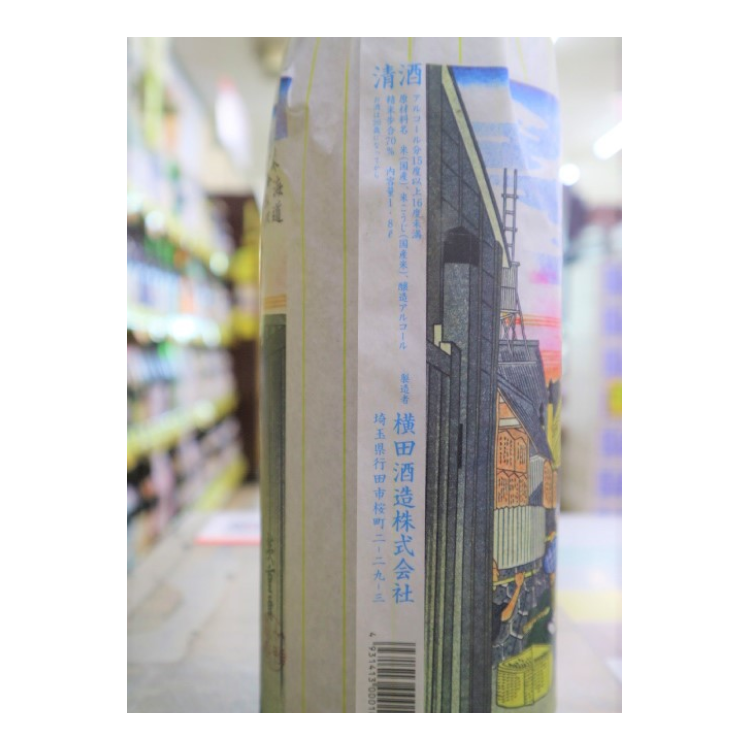 清酒
アルコール分15度以上16度未満
原材料名 米(国産)、米こうじ(国産米)、醸造アルコール
精米歩合70% 内容量1.8ℓ
製造者
横田酒造株式会社
埼玉県行田市桜町二-二九-三